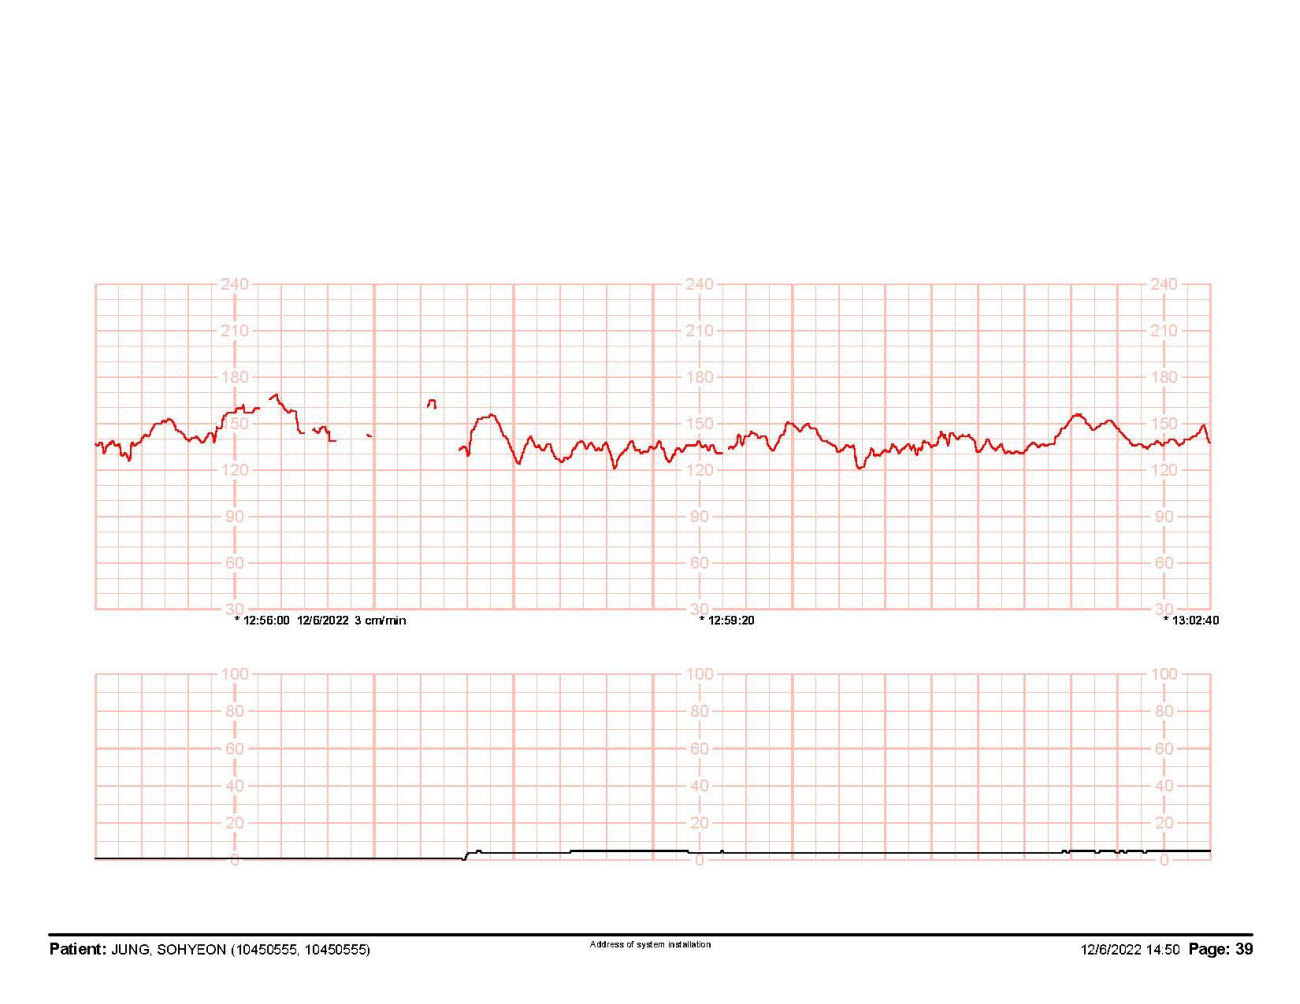 240 240 240
210 210 210
180 180 180
150 150 150
120 120 120
90 90 90
60 60 60
30 30 30
* 12:56:00 12/6/2022 3 cm/min * 12:59:20 * 13:02:40
100 100 100
80 80 80
60 60 60
40 40 40
20 20 20
0 0 0
Patient: JUNG, SOHYEON (10450555, 10450555) Address of system installation 12/6/2022 14:50 Page: 39